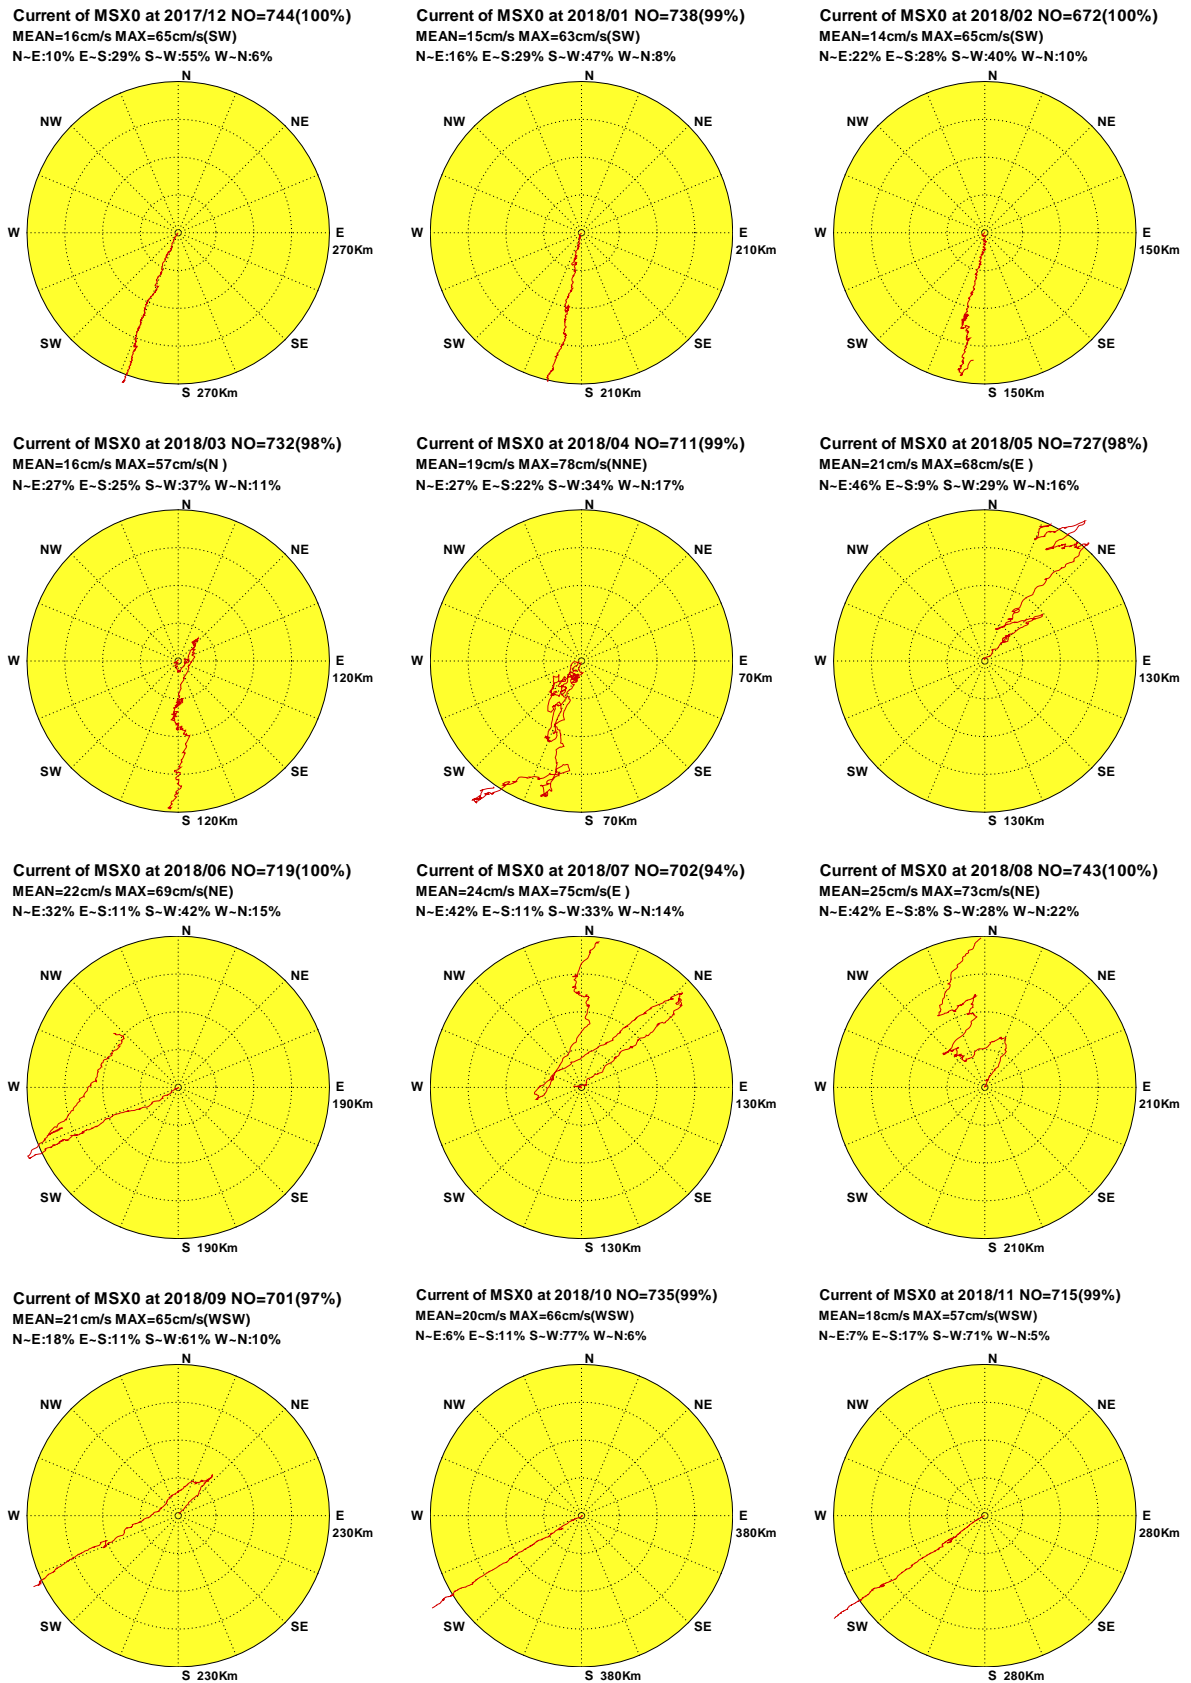 Current of MSX0 at 2017/12 NO=744(100%)
MEAN=16cm/s MAX=65cm/s(SW)
N~E:10% E~S:29% S~W:55% W~N:6%
N
NW
NE
W
E
270Km
SW
SE
S 270Km
Current of MSX0 at 2018/01 NO=738(99%)
MEAN=15cm/s MAX=63cm/s(SW)
N~E:16% E~S:29% S~W:47% W~N:8%
N
NW
NE
W
E
210Km
SW
SE
S 210Km
Current of MSX0 at 2018/02 NO=672(100%)
MEAN=14cm/s MAX=65cm/s(SW)
N~E:22% E~S:28% S~W:40% W~N:10%
N
NW
NE
W
E
150Km
SW
SE
S 150Km
Current of MSX0 at 2018/03 NO=732(98%)
MEAN=16cm/s MAX=57cm/s(N )
N~E:27% E~S:25% S~W:37% W~N:11%
N
NW
NE
W
E
120Km
SW
SE
S 120Km
Current of MSX0 at 2018/04 NO=711(99%)
MEAN=19cm/s MAX=78cm/s(NNE)
N~E:27% E~S:22% S~W:34% W~N:17%
N
NW
NE
W
E
70Km
SW
SE
S 70Km
Current of MSX0 at 2018/05 NO=727(98%)
MEAN=21cm/s MAX=68cm/s(E )
N~E:46% E~S:9% S~W:29% W~N:16%
N
NW
NE
W
E
130Km
SW
SE
S 130Km
Current of MSX0 at 2018/06 NO=719(100%)
MEAN=22cm/s MAX=69cm/s(NE)
N~E:32% E~S:11% S~W:42% W~N:15%
N
NW
NE
W
E
190Km
SW
SE
S 190Km
Current of MSX0 at 2018/07 NO=702(94%)
MEAN=24cm/s MAX=75cm/s(E )
N~E:42% E~S:11% S~W:33% W~N:14%
N
NW
NE
W
E
130Km
SW
SE
S 130Km
Current of MSX0 at 2018/08 NO=743(100%)
MEAN=25cm/s MAX=73cm/s(NE)
N~E:42% E~S:8% S~W:28% W~N:22%
N
NW
NE
W
E
210Km
SW
SE
S 210Km
Current of MSX0 at 2018/09 NO=701(97%)
MEAN=21cm/s MAX=65cm/s(WSW)
N~E:18% E~S:11% S~W:61% W~N:10%
N
NW
NE
W
E
230Km
SW
SE
S 230Km
Current of MSX0 at 2018/10 NO=735(99%)
MEAN=20cm/s MAX=66cm/s(WSW)
N~E:6% E~S:11% S~W:77% W~N:6%
N
NW
NE
W
E
380Km
SW
SE
S 380Km
Current of MSX0 at 2018/11 NO=715(99%)
MEAN=18cm/s MAX=57cm/s(WSW)
N~E:7% E~S:17% S~W:71% W~N:5%
N
NW
NE
W
E
280Km
SW
SE
S 280Km